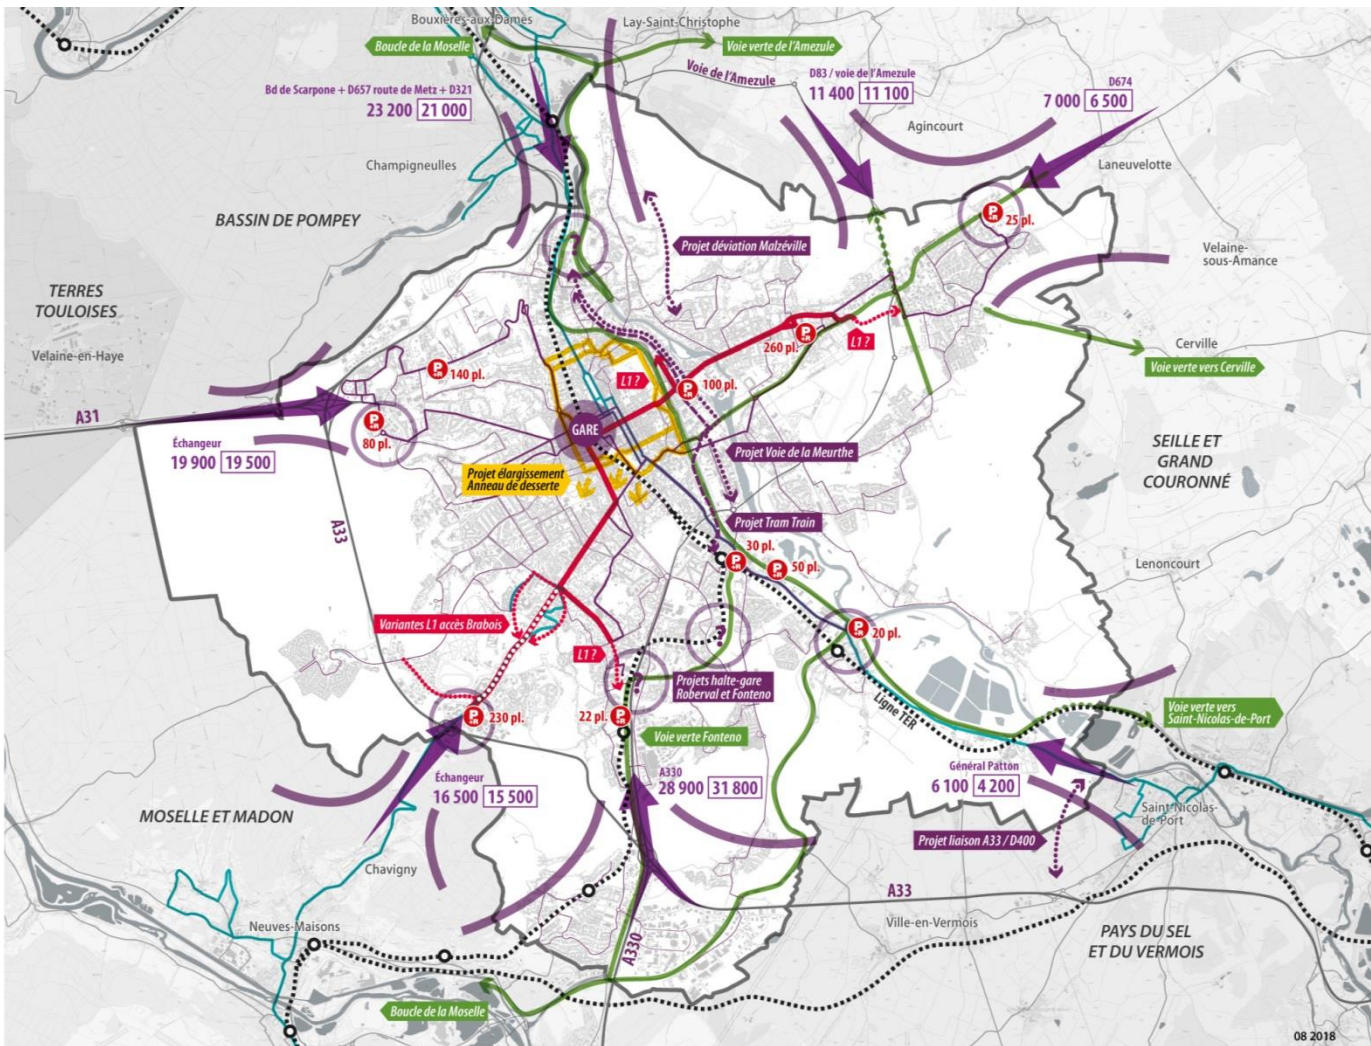 Bouxières-aux-Dames
Lay-Saint-Christophe
Boucle de la Moselle
Voie verte de l'Amezule
Voie de l'Amezule
D83 / voie de l'Amezule
11 400 11 100
D674
7 000 6 500
Bd de Scarpone + D657 route de Metz + D321
23 200 21 000
Agincourt
Champigneulles
Laneuvelotte
BASSIN DE POMPEY
P+R 25 pl.
Projet déviation Malzéville
Velaine-
sous-Amance
TERRES
TOULOISES
Velaine-en-Haye
L1 ?
P+R 260 pl.
Cerville
Voie verte vers Cerville
P+R 140 pl.
L1 ?
P+R 100 pl.
A31
P+R
80 pl.
GARE
Échangeur
19 900 19 500
Projet Voie de la Meurthe
SEILLE ET
GRAND
COURONNÉ
Projet élargissement
Anneau de desserte
A33
Projet Tram Train
30 pl.
P+R
P+R 50 pl.
Lenoncourt
Variantes L1 accès Brabois
P+R 20 pl.
L1 ?
Projets halte-gare
Roberval et Fonteno
Ligne TER
P+R 230 pl.
22 pl. P+R
Voie verte Fonteno
Voie verte vers
Saint-Nicolas-de-Port
Échangeur
16 500 15 500
A330
28 900 31 800
Général Patton
6 100 4 200
MOSELLE ET MADON
Saint-Nicolas-
de-Port
Projet liaison A33 / D400
Chavigny
A33
Neuves-Maisons
Ville-en-Vermois
A330
PAYS DU SEL
ET DU VERMOIS
Boucle de la Moselle
08 2018